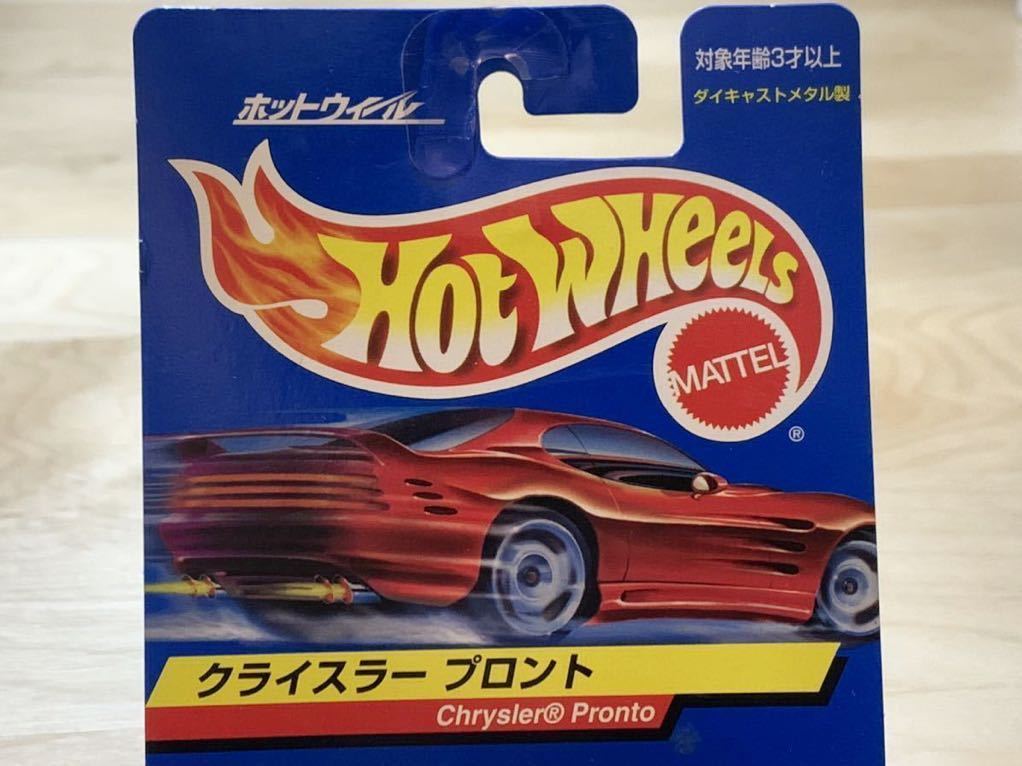 対象年齢3才以上
ダイキャストメタル製
ホットウィール
HOT WHEELS
MATTEL
®
クライスラー プロント
Chrysler® Pronto